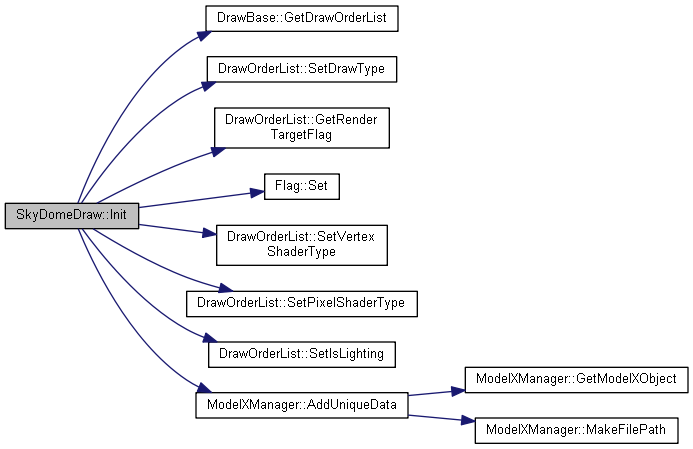 DrawBase::GetDrawOrderList
DrawOrderList::SetDrawType
DrawOrderList::GetRender
TargetFlag
Flag::Set
SkyDomeDraw::Init
DrawOrderList::SetVertex
ShaderType
DrawOrderList::SetPixelShaderType
DrawOrderList::SetIsLighting
ModelXManager::AddUniqueData
ModelXManager::GetModelXObject
ModelXManager::MakeFilePath